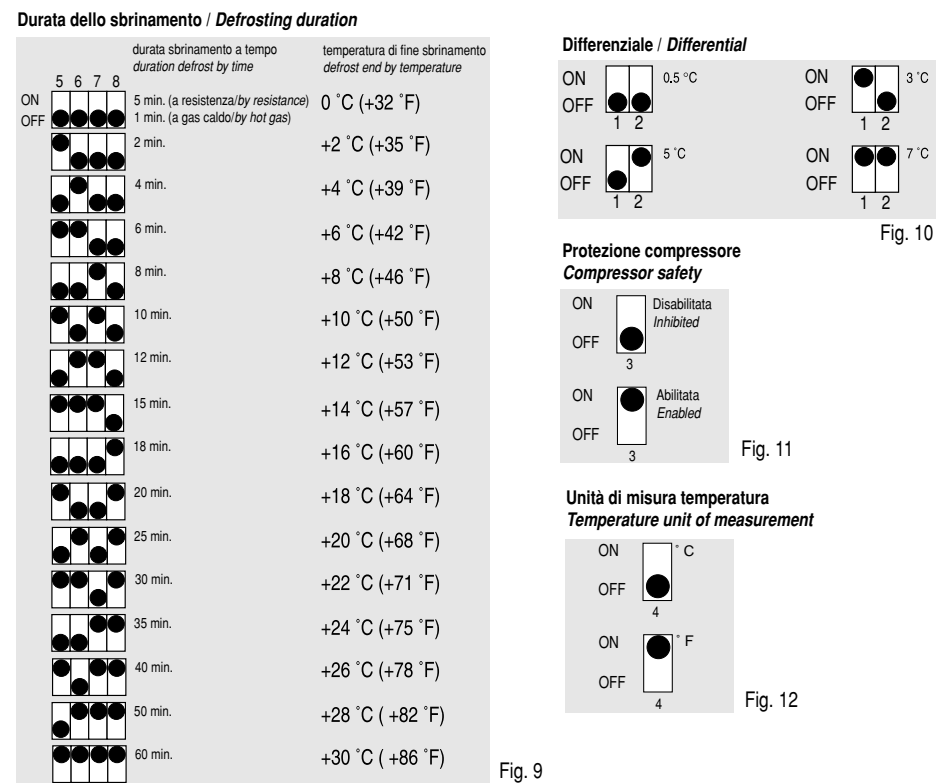 Durata dello sbrinamento / Defrosting duration
durata sbrinamento a tempo
duration defrost by time
temperatura di fine sbrinamento
defrost end by temperature
5 6 7 8
ON
OFF
5 min. (a resistenza/by resistance)
1 min. (a gas caldo/by hot gas)
0 ˚C (+32 ˚F)
2 min. +2 ˚C (+35 ˚F)
4 min. +4 ˚C (+39 ˚F)
6 min. +6 ˚C (+42 ˚F)
8 min. +8 ˚C (+46 ˚F)
10 min. +10 ˚C (+50 ˚F)
12 min. +12 ˚C (+53 ˚F)
15 min. +14 ˚C (+57 ˚F)
18 min. +16 ˚C (+60 ˚F)
20 min. +18 ˚C (+64 ˚F)
25 min. +20 ˚C (+68 ˚F)
30 min. +22 ˚C (+71 ˚F)
35 min. +24 ˚C (+75 ˚F)
40 min. +26 ˚C (+78 ˚F)
50 min. +28 ˚C ( +82 ˚F)
60 min. +30 ˚C ( +86 ˚F)
Fig. 9
Differenziale / Differential
ON 0.5 °C
OFF
1 2
ON 3 ˚C
OFF
1 2
ON 5 ˚C
OFF
1 2
ON 7 ˚C
OFF
1 2
Fig. 10
Protezione compressore
Compressor safety
ON Disabilitata
Inhibited
OFF
3
ON Abilitata
Enabled
OFF
3
Fig. 11
Unità di misura temperatura
Temperature unit of measurement
ON ˚ C
OFF
4
ON ˚ F
OFF
4
Fig. 12